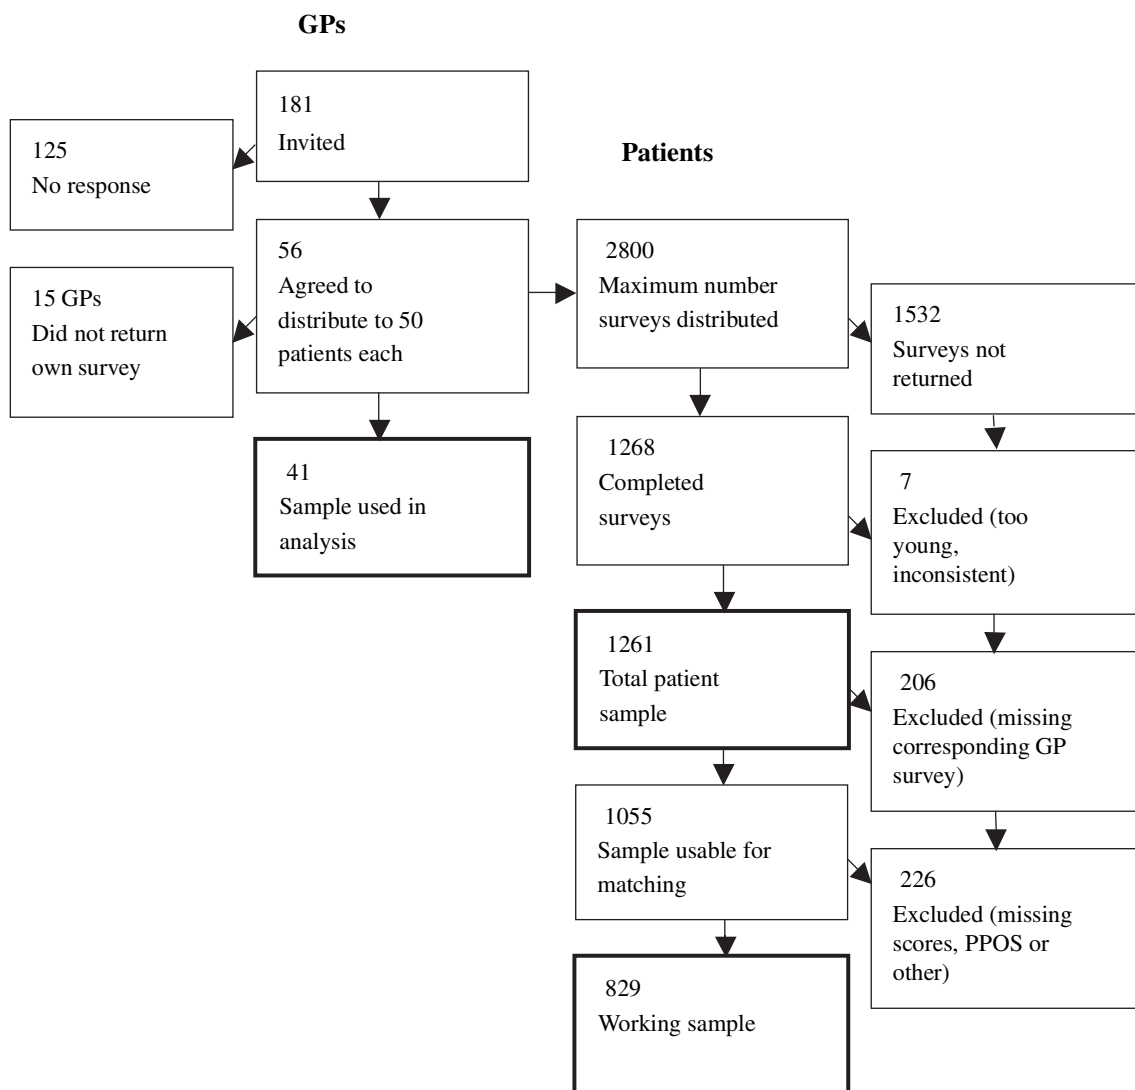 GPs
181
Invited
125
No response
Patients
56
Agreed to
distribute to 50
patients each
2800
Maximum number
surveys distributed
15 GPs
Did not return
own survey
1532
Surveys not
returned
41
Sample used in
analysis
1268
Completed
surveys
7
Excluded (too
young,
inconsistent)
1261
Total patient
sample
206
Excluded (missing
corresponding GP
survey)
1055
Sample usable for
matching
226
Excluded (missing
scores, PPOS or
other)
829
Working sample